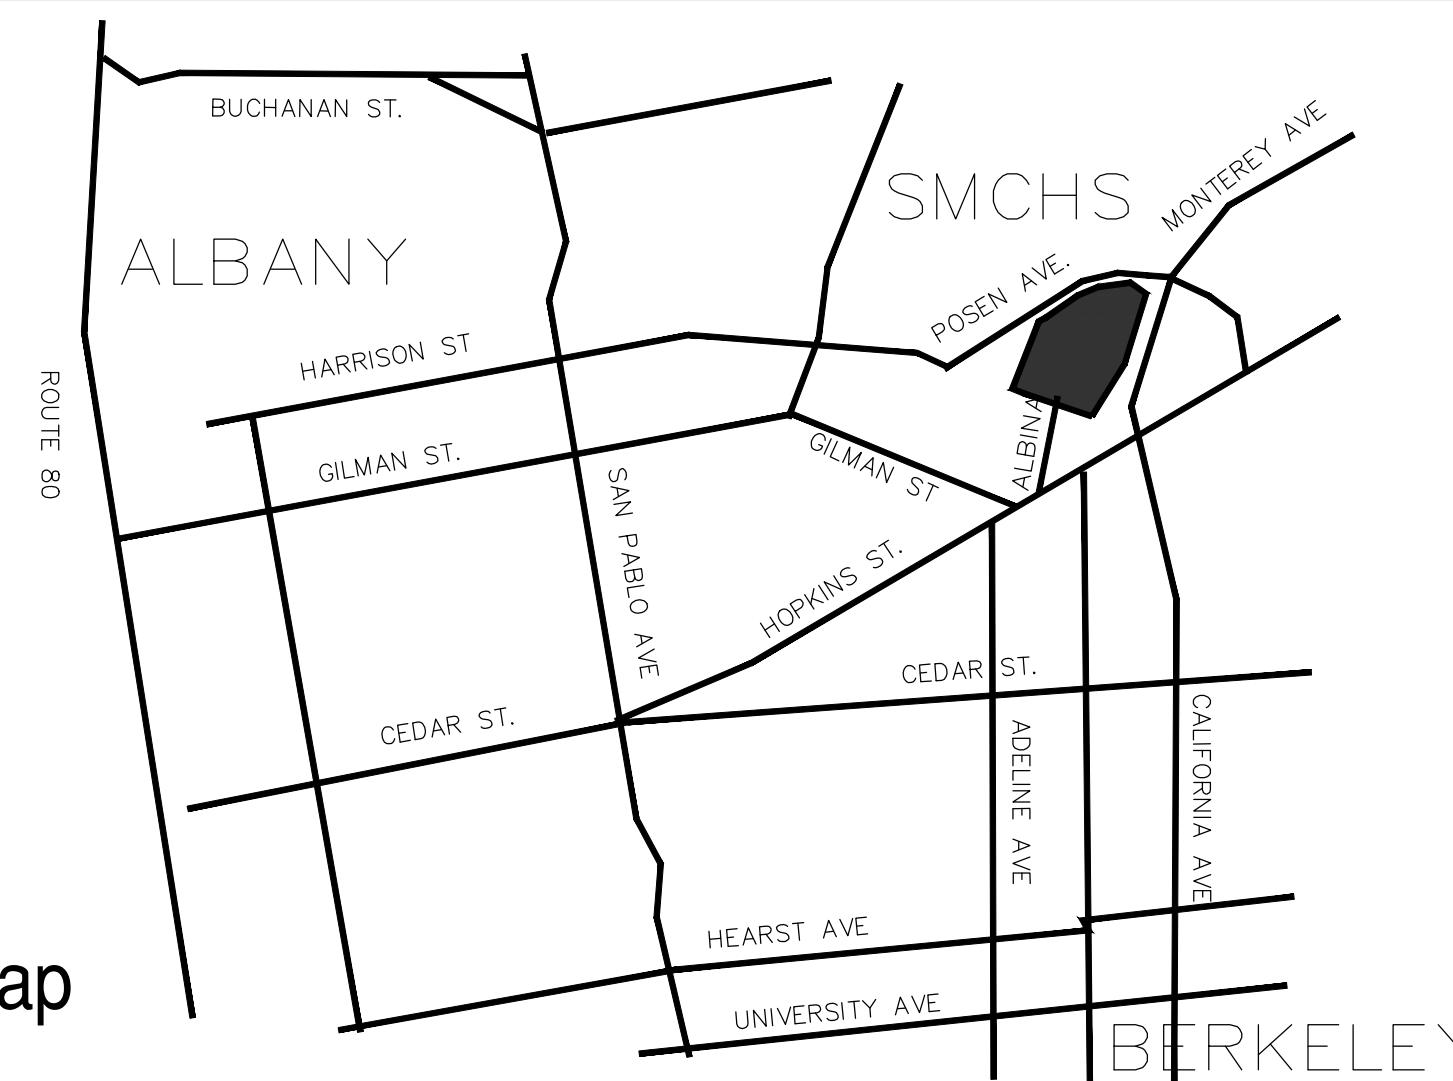 BUCHANAN ST.
MONTEREY AVE
SMCHS
ALBANY
POSEN AVE.
HARRISON ST
ROUTE 80
GILMAN ST.
GILMAN ST
ALBINA
SAN PABLO AVE
HOPKINS ST.
CEDAR ST.
CEDAR ST.
ADELINE AVE
CALIFORNIA AVE
HEARST AVE
ap
UNIVERSITY AVE
BERKELEY